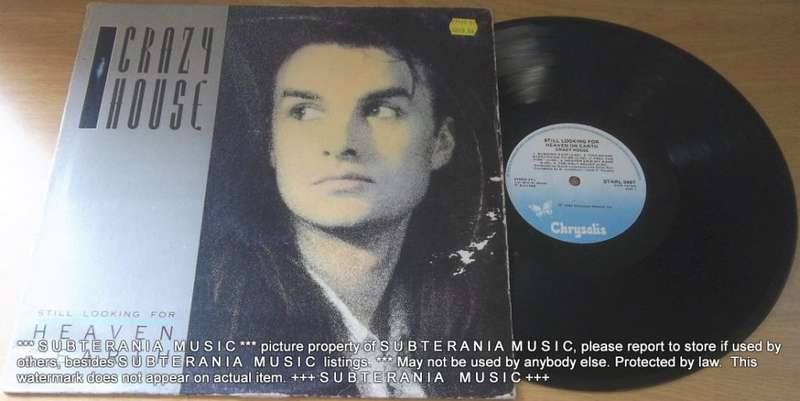 CRAZY
HOUSE
STILL LOOKING FOR
HEAVEN
STILL LOOKING FOR
HEAVEN ON EARTH
CRAZY HOUSE
Chrysalis
*** S U B T E R A N I A   M U S I C *** picture property of S U B T E R A N I A M U S I C, please report to store if used by
others, besides S U B T E R A N I A   M U S I C  listings.  *** May not be used by anybody else. Protected by law.  This
watermark does not appear on actual item. +++ S U B T E R A N I A   M U S I C +++